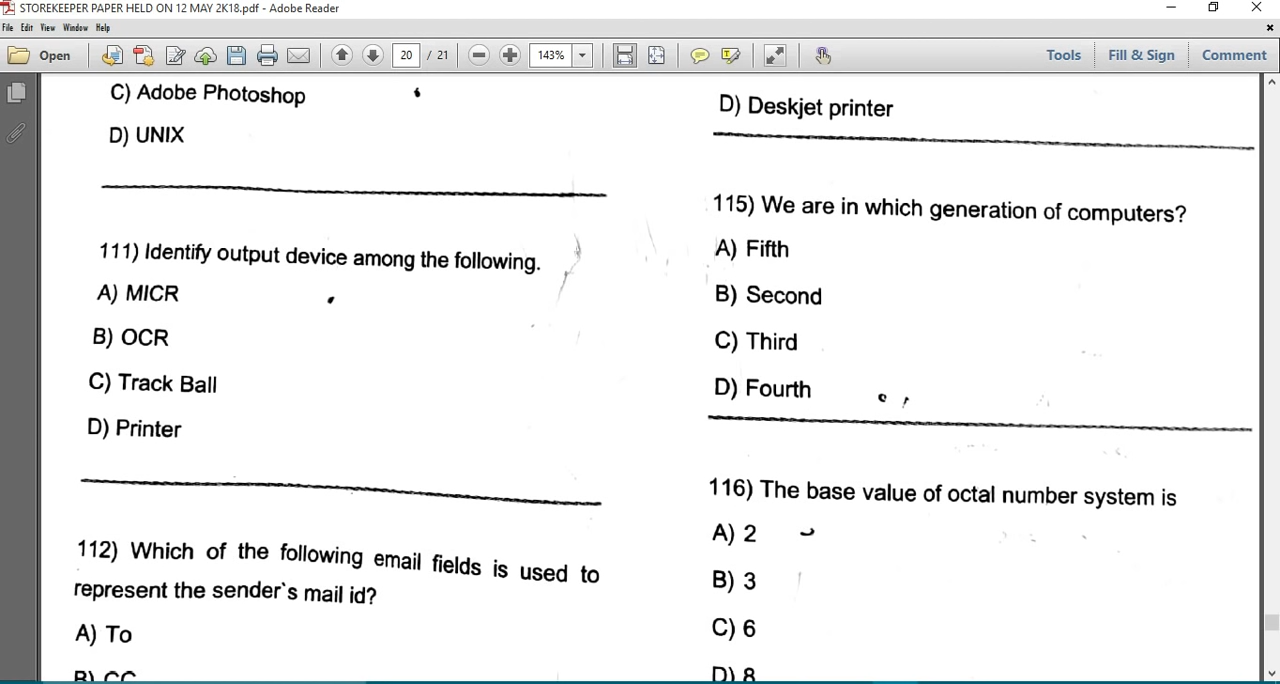 STOREKEEPER PAPER HELD ON 12 MAY 2K18.pdf - Adobe Reader
File Edit View Window Help
Open 20 / 21 143% Tools Fill & Sign Comment
C) Adobe Photoshop
D) UNIX
111) Identify output device among the following.
A) MICR
B) OCR
C) Track Ball
D) Printer
112) Which of the following email fields is used to
represent the sender`s mail id?
A) To
B) CC
D) Deskjet printer
115) We are in which generation of computers?
A) Fifth
B) Second
C) Third
D) Fourth
116) The base value of octal number system is
A) 2
B) 3
C) 6
D) 8